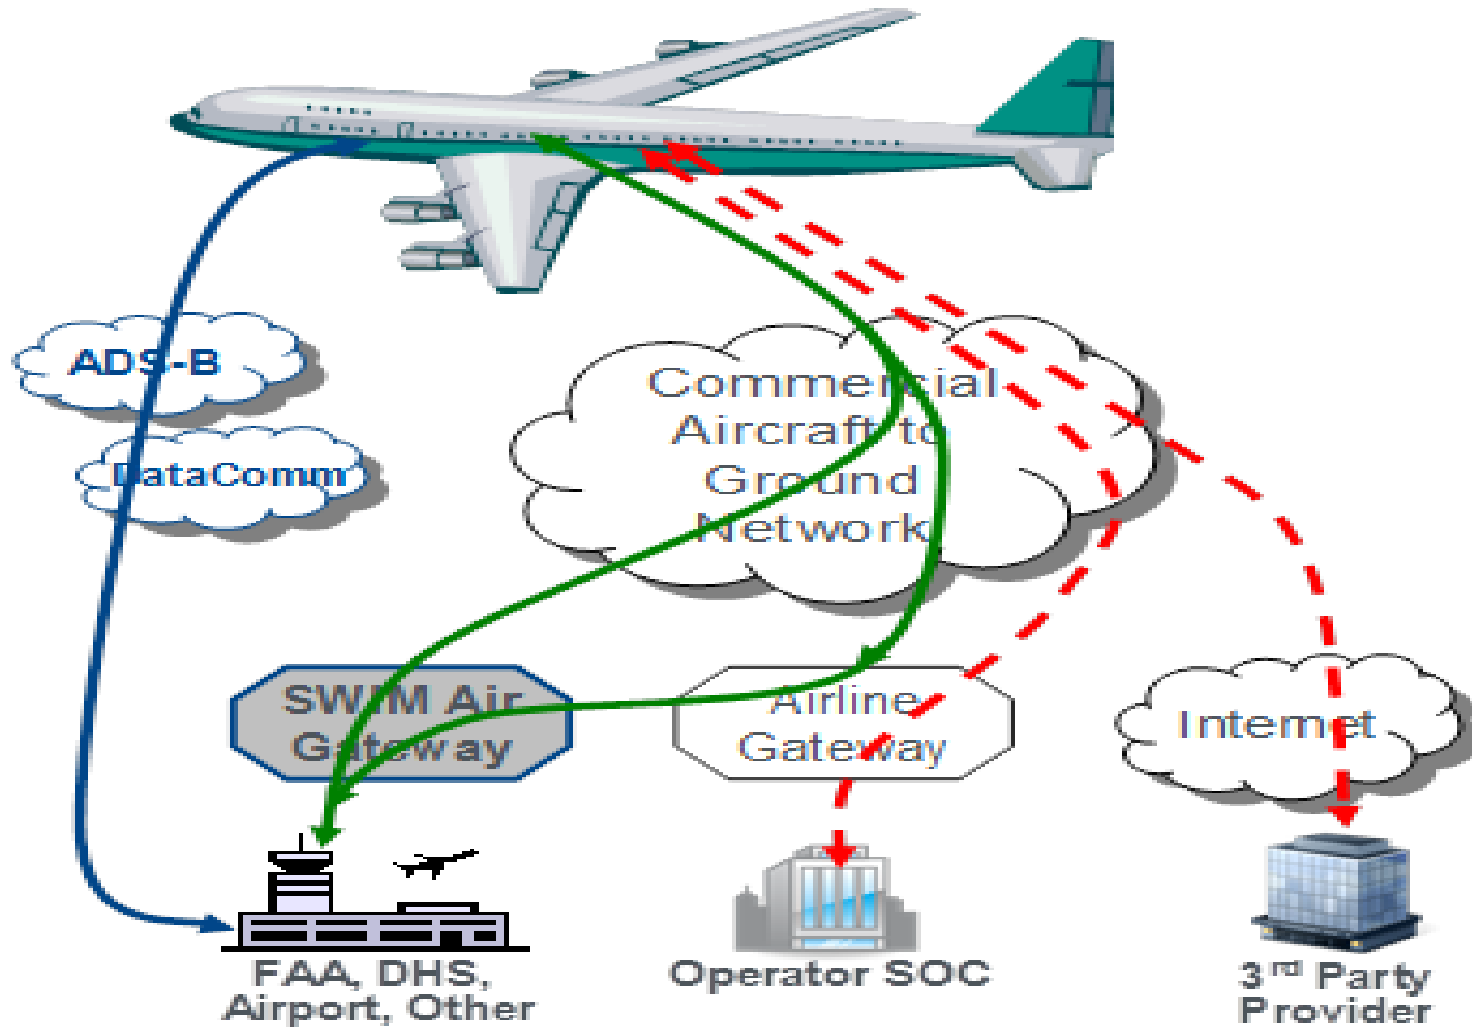 ADS-B
DataComm
Commercial
Aircraft to
Ground
Network
SWIM Air
Gateway
Airline
Gateway
Internet
FAA, DHS,
Airport, Other
Operator SOC
3rd Party
Provider